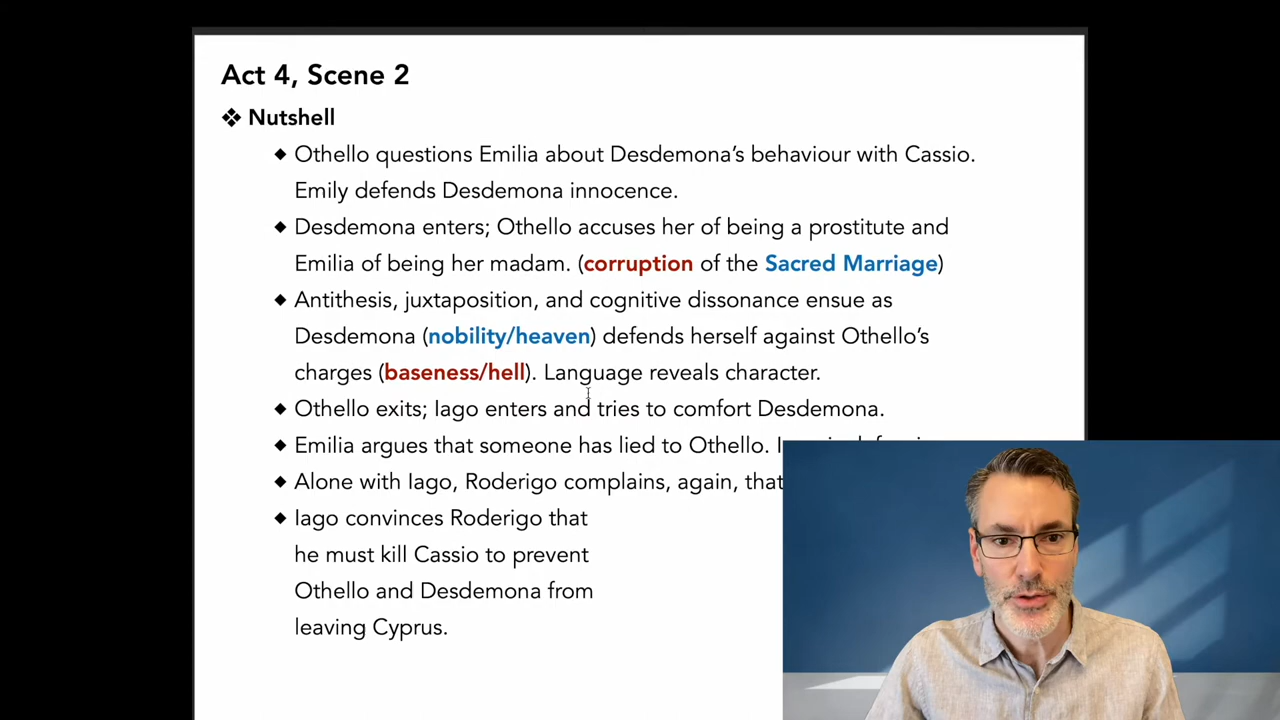 Act 4, Scene 2
❖ Nutshell
◆ Othello questions Emilia about Desdemona’s behaviour with Cassio.
Emily defends Desdemona innocence.
◆ Desdemona enters; Othello accuses her of being a prostitute and
Emilia of being her madam. (corruption of the Sacred Marriage)
◆ Antithesis, juxtaposition, and cognitive dissonance ensue as
Desdemona (nobility/heaven) defends herself against Othello’s
charges (baseness/hell). Language reveals character.
◆ Othello exits; Iago enters and tries to comfort Desdemona.
◆ Emilia argues that someone has lied to Othello.
◆ Alone with Iago, Roderigo complains, again, that
◆ Iago convinces Roderigo that
he must kill Cassio to prevent
Othello and Desdemona from
leaving Cyprus.